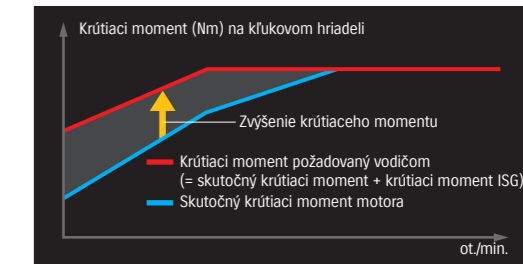 Krútiaci moment (Nm) na kľukovom hriadeli
Zvýšenie krútiaceho momentu
Krútiaci moment požadovaný vodičom
(= skutočný krútiaci moment + krútiaci moment ISG)
Skutočný krútiaci moment motora
ot./min.